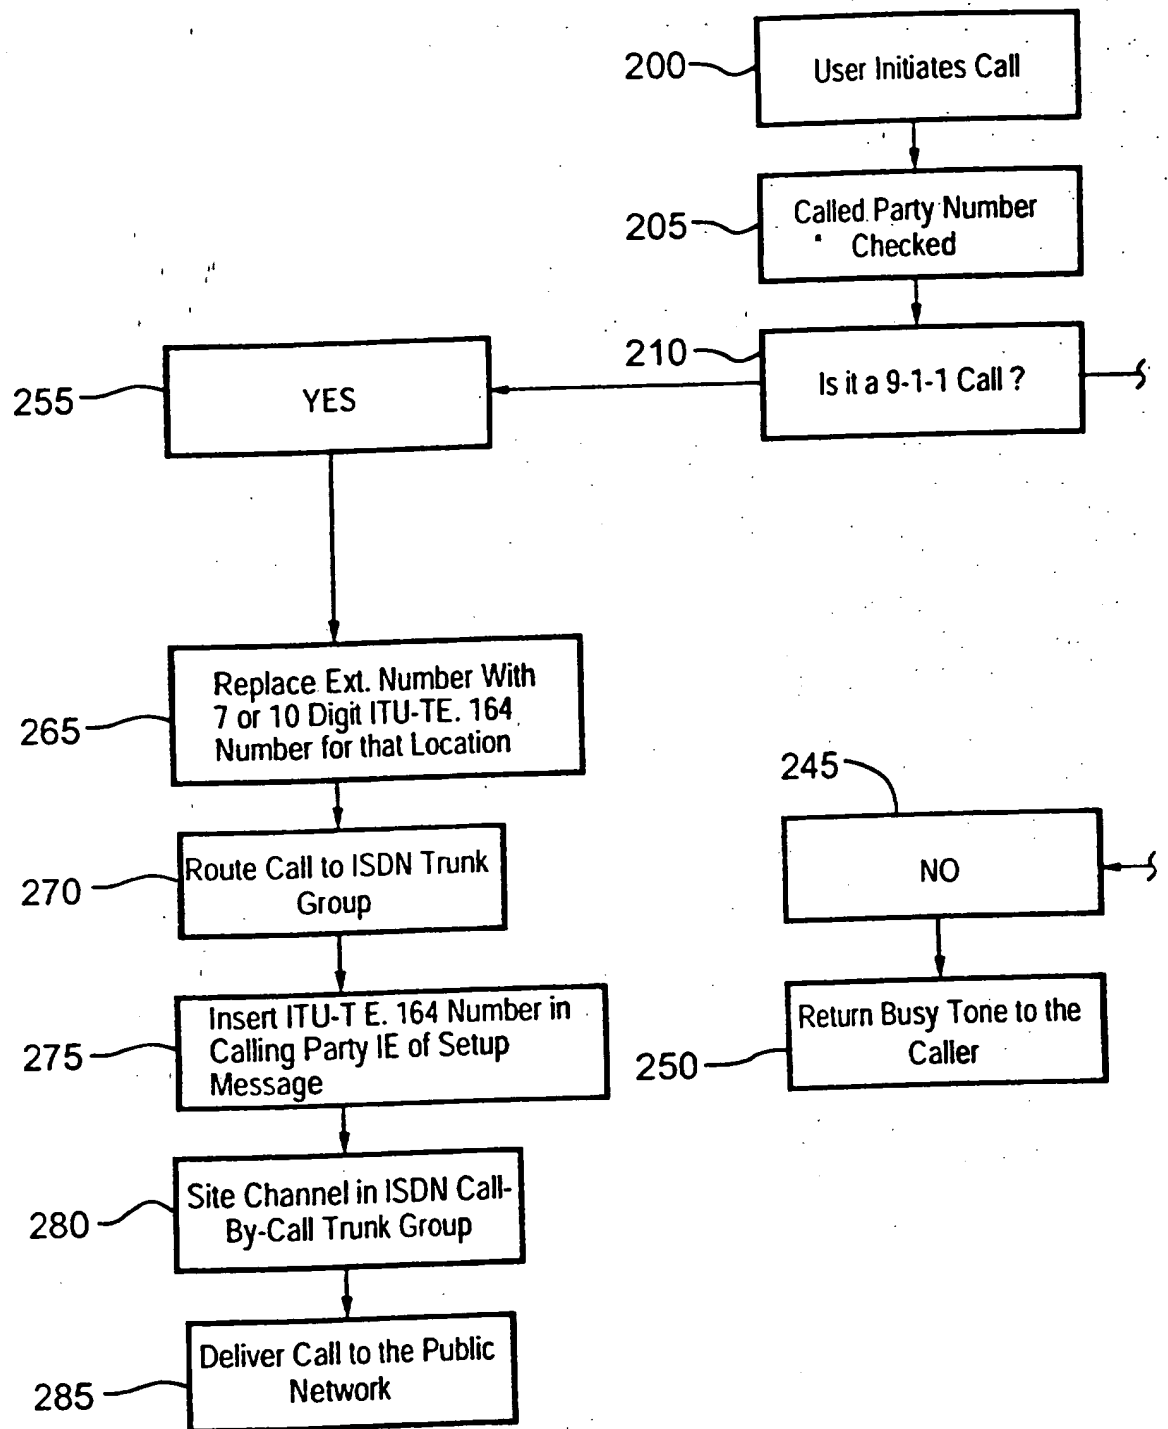 200
User Initiates Call
205
Called Party Number
Checked
210
Is it a 9-1-1 Call ?
255
YES
265
Replace Ext. Number With
7 or 10 Digit ITU-TE. 164
Number for that Location
270
Route Call to ISDN Trunk
Group
275
Insert ITU-T E. 164 Number in
Calling Party IE of Setup
Message
280
Site Channel in ISDN Call-
By-Call Trunk Group
285
Deliver Call to the Public
Network
245
NO
250
Return Busy Tone to the
Caller